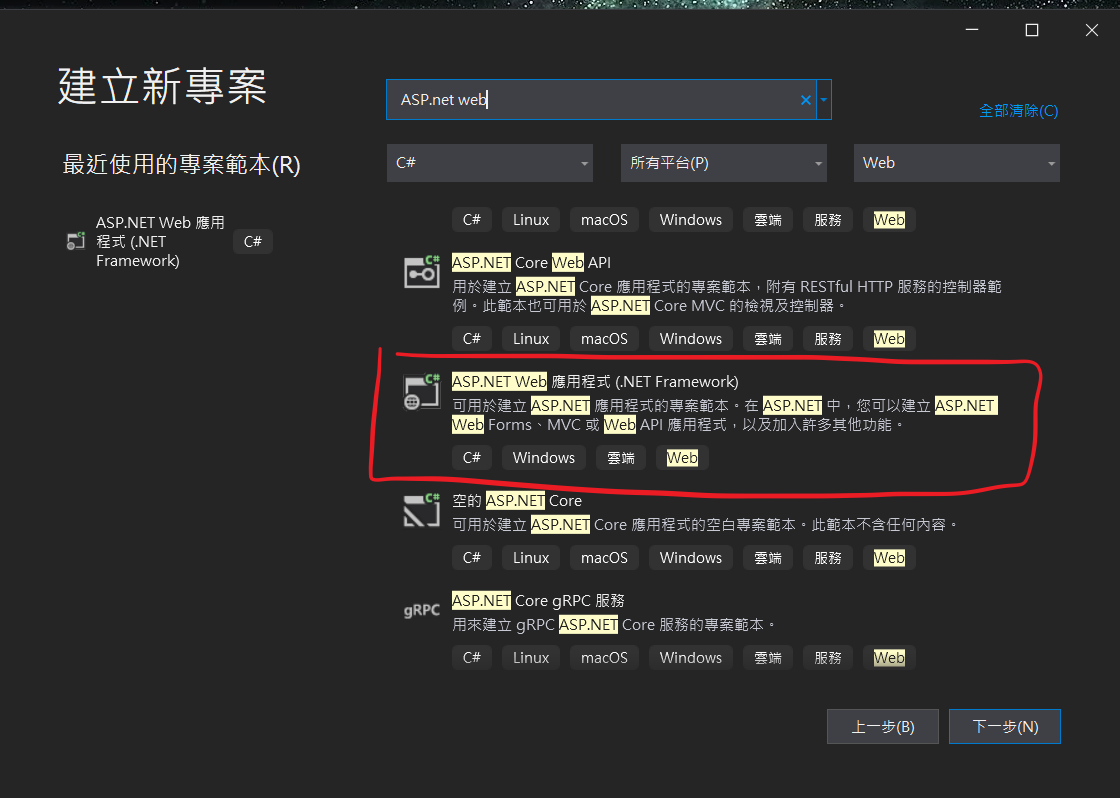 建立新專案
ASP.net web
全部清除(C)
最近使用的專案範本(R)
C#
所有平台(P)
Web
ASP.NET Web 應用
程式 (.NET
Framework)
C#
C# Linux macOS Windows 雲端 服務 Web
ASP.NET Core Web API
用於建立 ASP.NET Core 應用程式的專案範本，附有 RESTful HTTP 服務的控制器範
例。此範本也可用於 ASP.NET Core MVC 的檢視及控制器。
C# Linux macOS Windows 雲端 服務 Web
ASP.NET Web 應用程式 (.NET Framework)
可用於建立 ASP.NET 應用程式的專案範本。在 ASP.NET 中，您可以建立 ASP.NET
Web Forms、MVC 或 Web API 應用程式，以及加入許多其他功能。
C# Windows 雲端 Web
空的 ASP.NET Core
可用於建立 ASP.NET Core 應用程式的空白專案範本。此範本不含任何內容。
C# Linux macOS Windows 雲端 服務 Web
gRPC
ASP.NET Core gRPC 服務
用來建立 gRPC ASP.NET Core 服務的專案範本。
C# Linux macOS Windows 雲端 服務 Web
上一步(B)
下一步(N)